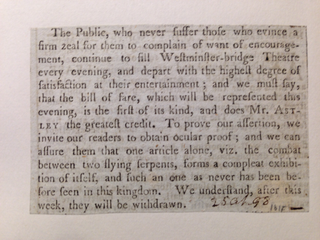 The Public, who never suffer those who evince a
firm zeal for them to complain of want of encourage-
ment, continue to fill Westminster-bridge Theatre
every evening, and depart with the highest degree of
satisfaction at their entertainment; and we must say,
that the bill of fare, which will be represented this
evening, is the first of its kind, and does Mr. AST-
LEY the greatest credit. To prove our assertion, we
invite our readers to obtain ocular proof; and we can
assure them that one article alone, viz. the combat
between two flying serpents, forms a compleat exhibi-
tion of itself, and such an one as never has been be-
fore seen in this kingdom. We understand, after this
week, they will be withdrawn.